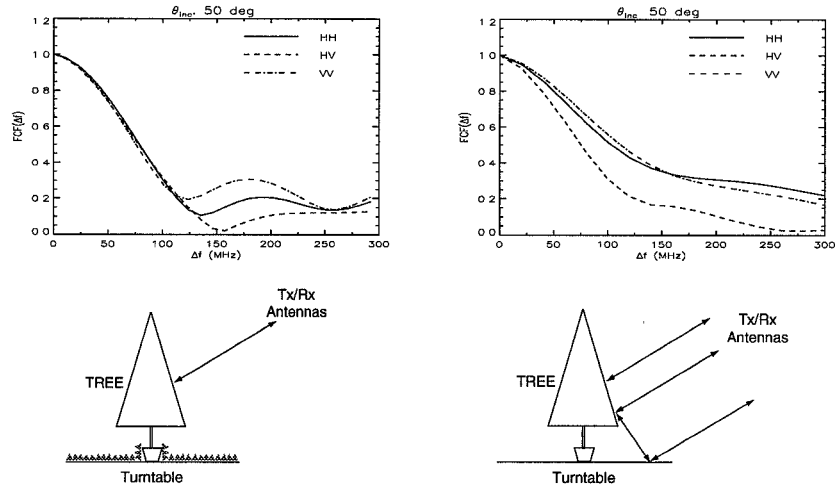 θinc. 50 deg
HH
HV
VV
FCF(Δf)
1.2
1.0
0.8
0.6
0.4
0.2
0.0
0
50
100
150
200
250
300
Δf (MHz)
θinc 50 deg
HH
HV
VV
FCF(Δf)
1.2
1.0
0.8
0.6
0.4
0.2
0.0
0
50
100
150
200
250
300
Δf (MHz)
Tx/Rx
Antennas
TREE
Turntable
Tx/Rx
Antennas
TREE
Turntable